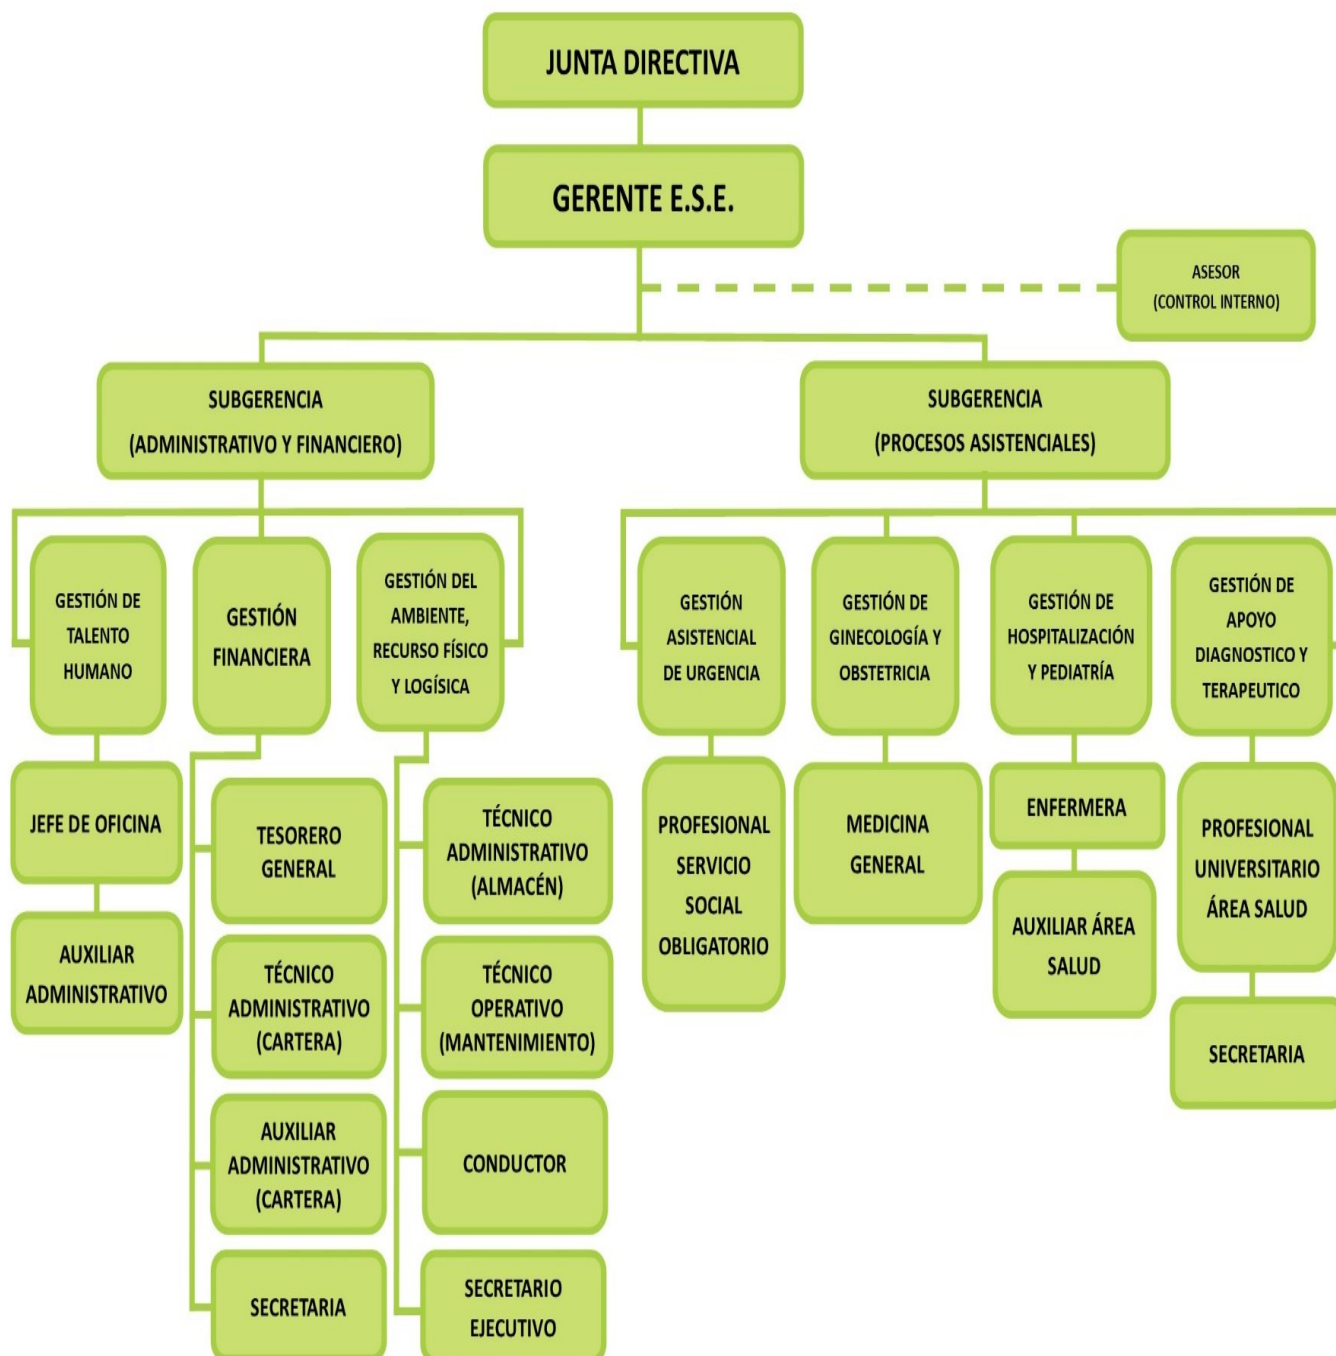 JUNTA DIRECTIVA
GERENTE E.S.E.
ASESOR
(CONTROL INTERNO)
SUBGERENCIA
(ADMINISTRATIVO Y FINANCIERO)
SUBGERENCIA
(PROCESOS ASISTENCIALES)
GESTIÓN DE
TALENTO
HUMANO
GESTIÓN
FINANCIERA
GESTIÓN DEL
AMBIENTE,
RECURSO FÍSICO
Y LOGÍSICA
GESTIÓN
ASISTENCIAL
DE URGENCIA
GESTIÓN DE
GINECOLOGÍA Y
OBSTETRICIA
GESTIÓN DE
HOSPITALIZACIÓN
Y PEDIATRÍA
GESTIÓN DE
APOYO
DIAGNOSTICO Y
TERAPEUTICO
JEFE DE OFICINA
AUXILIAR
ADMINISTRATIVO
TESORERO
GENERAL
TÉCNICO
ADMINISTRATIVO
(CARTERA)
AUXILIAR
ADMINISTRATIVO
(CARTERA)
SECRETARIA
TÉCNICO
ADMINISTRATIVO
(ALMACÉN)
TÉCNICO
OPERATIVO
(MANTENIMIENTO)
CONDUCTOR
SECRETARIO
EJECUTIVO
PROFESIONAL
SERVICIO
SOCIAL
OBLIGATORIO
MEDICINA
GENERAL
ENFERMERA
AUXILIAR ÁREA
SALUD
PROFESIONAL
UNIVERSITARIO
ÁREA SALUD
SECRETARIA